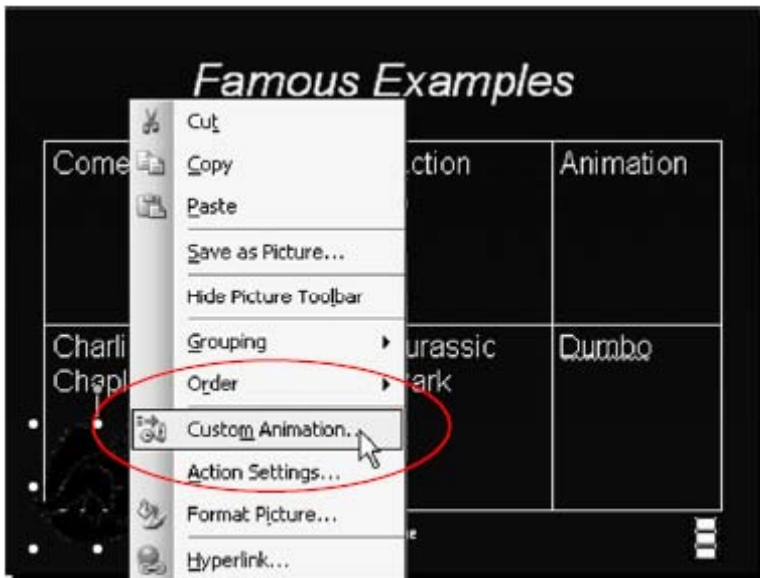 Famous Examples
Cut
Copy
Paste
Save as Picture...
Hide Picture Toolbar
Grouping
Order
Custom Animation...
Action Settings...
Format Picture...
Hyperlink...
Come
ction
Animation
Charli
Chapl
urassic
ark
Dumbo